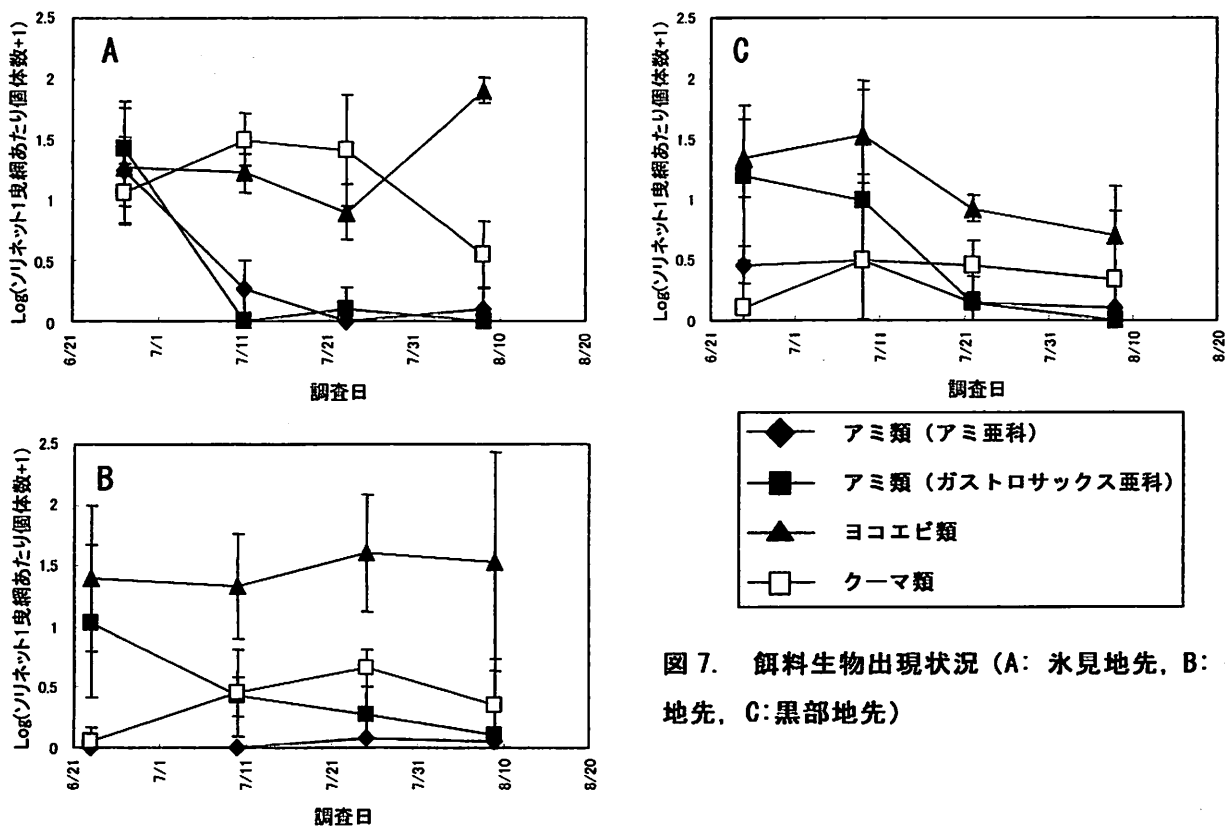 A
Log(ソリネット1曳網あたり個体数+1)
2.5
2
1.5
1
0.5
0
6/21
7/1
7/11
7/21
7/31
8/10
8/20
調査日
C
Log(ソリネット1曳網あたり個体数+1)
2.5
2
1.5
1
0.5
0
6/21
7/1
7/11
7/21
7/31
8/10
8/20
調査日
アミ類(アミ亜科)
アミ類(ガストロサックス亜科)
ヨコエビ類
クーマ類
B
Log(ソリネット1曳網あたり個体数+1)
2.5
2
1.5
1
0.5
0
6/21
7/1
7/11
7/21
7/31
8/10
8/20
調査日
図7. 餌料生物出現状況(A: 氷見地先, B:
地先, C:黒部地先)